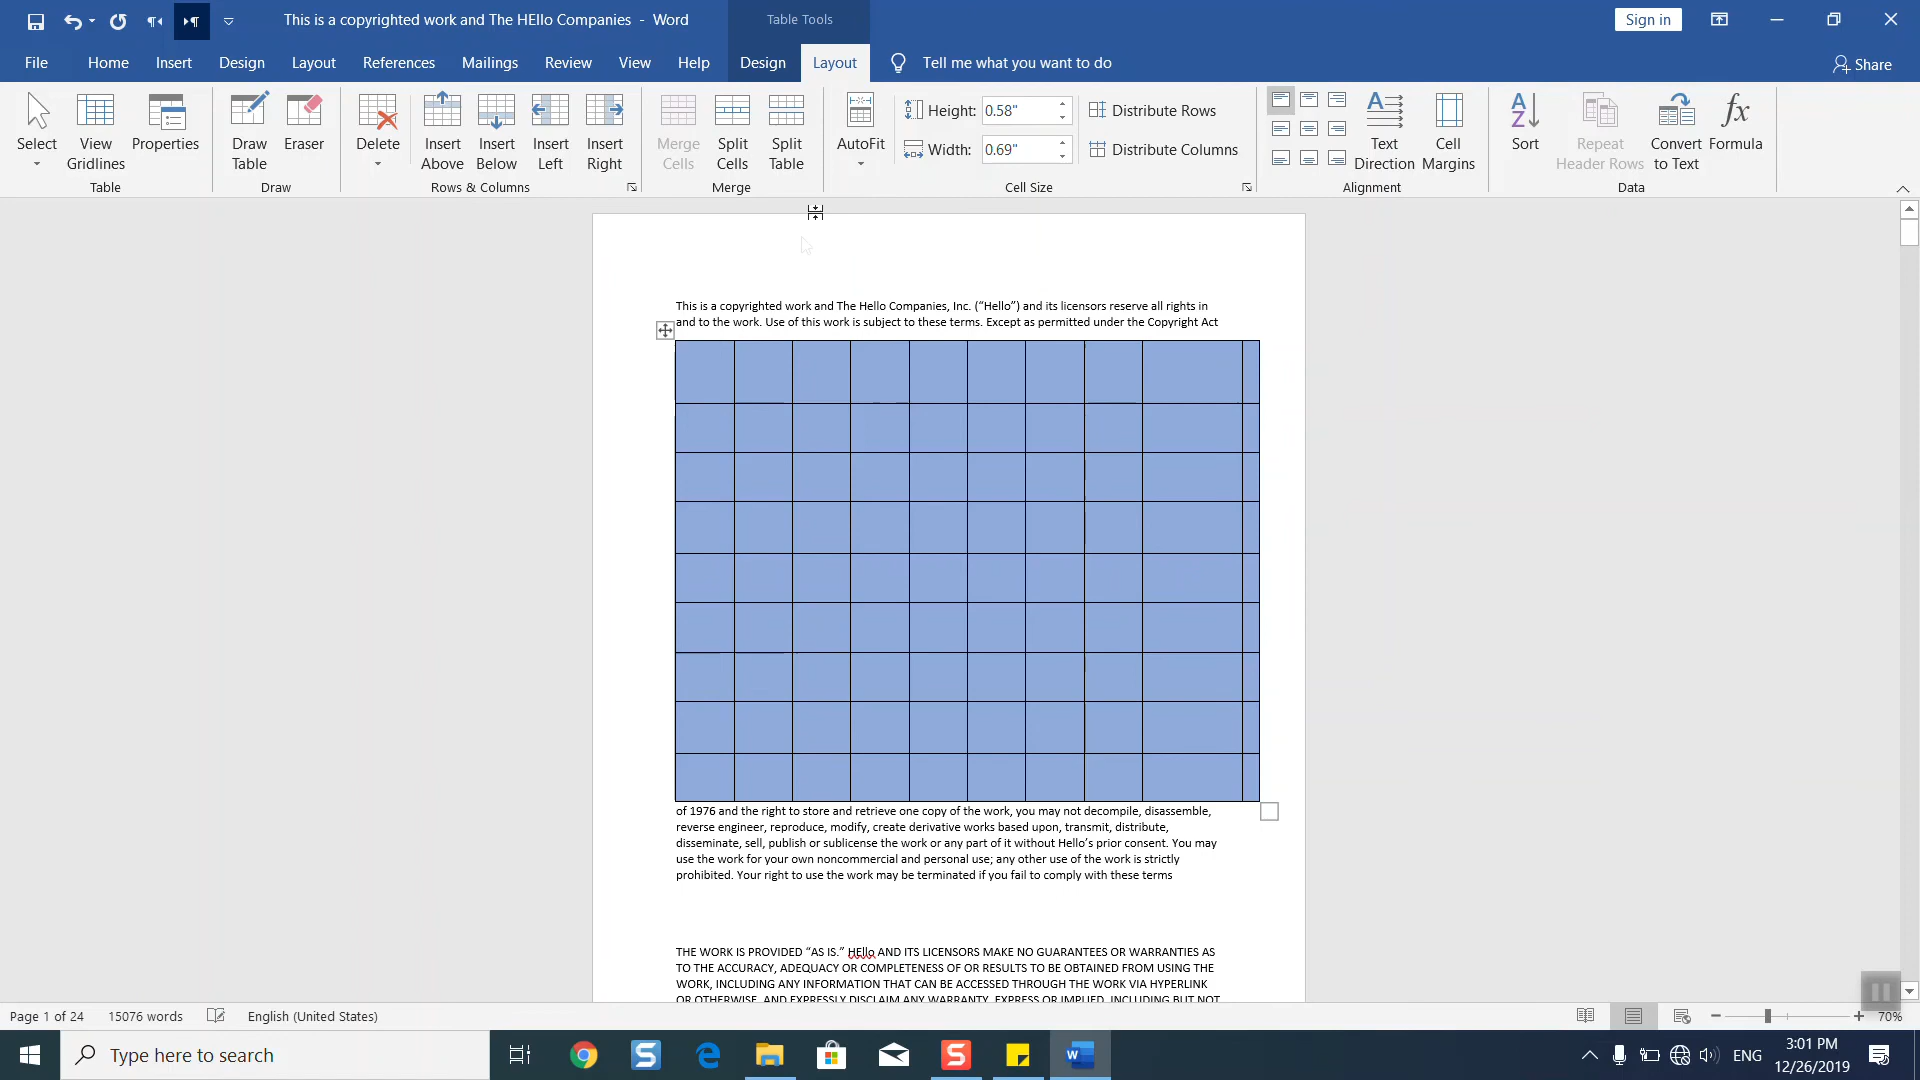 This is a copyrighted work and The HEllo Companies - Word
Table Tools
Sign in
File Home Insert Design Layout References Mailings Review View Help Design Layout Tell me what you want to do
Share
Select
View Gridlines
Properties
Table
Draw Table
Eraser
Draw
Delete
Insert Above
Insert Below
Insert Left
Insert Right
Rows & Columns
Merge Cells
Split Cells
Split Table
Merge
AutoFit
Height: 0.58"
Width: 0.69"
Distribute Rows
Distribute Columns
Cell Size
Text Direction
Cell Margins
Alignment
Sort
Repeat Header Rows
Convert to Text
fx
Formula
Data
This is a copyrighted work and The Hello Companies, Inc. (“Hello”) and its licensors reserve all rights in
and to the work. Use of this work is subject to these terms. Except as permitted under the Copyright Act
of 1976 and the right to store and retrieve one copy of the work, you may not decompile, disassemble,
reverse engineer, reproduce, modify, create derivative works based upon, transmit, distribute,
disseminate, sell, publish or sublicense the work or any part of it without Hello’s prior consent. You may
use the work for your own noncommercial and personal use; any other use of the work is strictly
prohibited. Your right to use the work may be terminated if you fail to comply with these terms
THE WORK IS PROVIDED “AS IS.” HEllo AND ITS LICENSORS MAKE NO GUARANTEES OR WARRANTIES AS
TO THE ACCURACY, ADEQUACY OR COMPLETENESS OF OR RESULTS TO BE OBTAINED FROM USING THE
WORK, INCLUDING ANY INFORMATION THAT CAN BE ACCESSED THROUGH THE WORK VIA HYPERLINK
OR OTHERWISE, AND EXPRESSLY DISCLAIM ANY WARRANTY, EXPRESS OR IMPLIED, INCLUDING BUT NOT
Page 1 of 24 15076 words English (United States)
70%
Type here to search
ENG
3:01 PM
12/26/2019